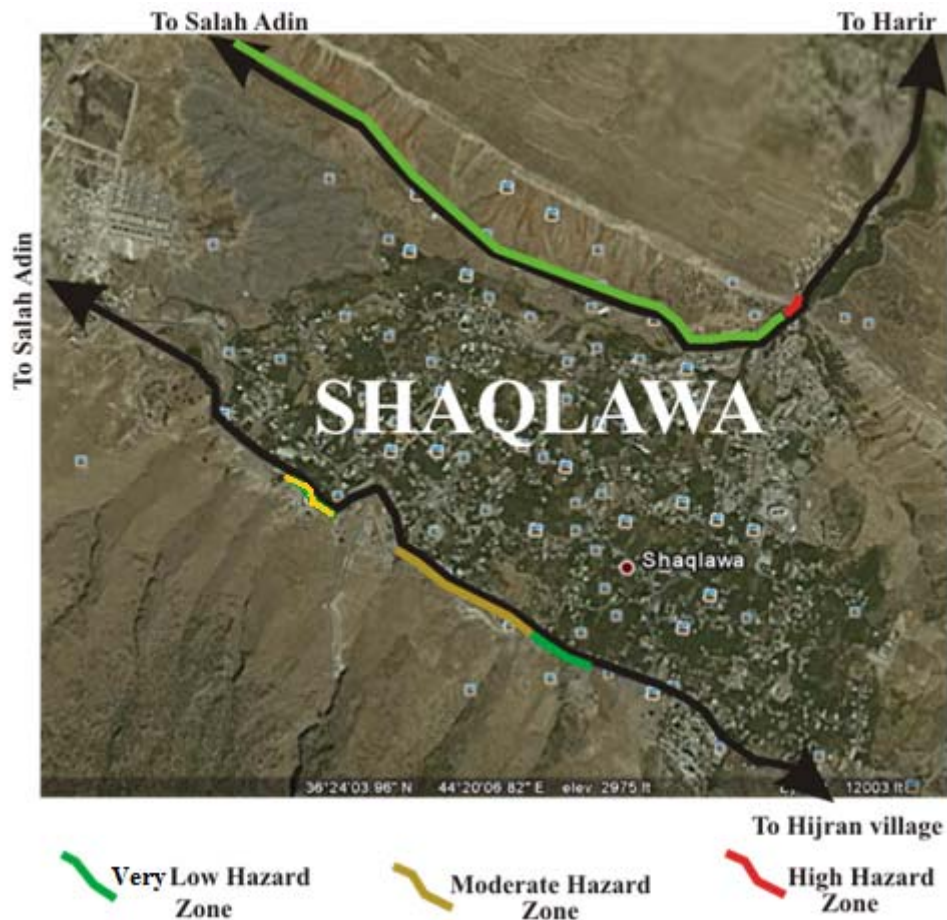 To Salah Adin
To Harir
To Salah Adin
SHAQLAWA
Shaqlawa
36°24'03.96" N 44°20'06.82" E elev. 2975 ft 12003 ft
To Hijran village
Very Low Hazard
Zone
Moderate Hazard
Zone
High Hazard
Zone